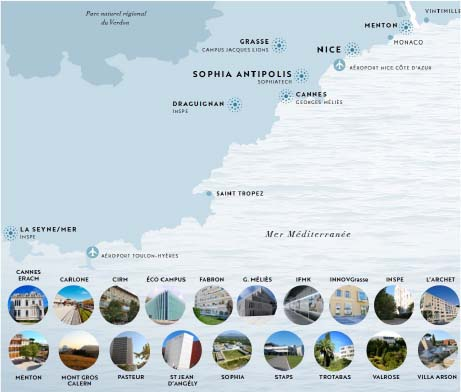 Parc naturel régional
du Verdon
VINTIMILLE
MENTON
MONACO
GRASSE
CAMPUS JACQUES LIONS
NICE
AÉROPORT NICE CÔTE D'AZUR
SOPHIA ANTIPOLIS
SOPHIATECH
CANNES
GEORGES MÉLIÈS
DRAGUIGNAN
INSPE
SAINT TROPEZ
LA SEYNE/MER
INSPE
Mer Méditerranée
AÉROPORT TOULON-HYÈRES
CANNES
ERACM
CARLONE
CIRM
ÉCO CAMPUS
FABRON
G. MÉLIÈS
IFMK
INNOVGrasse
INSPE
L'ARCHET
MENTON
MONT GROS
CALERN
PASTEUR
ST JEAN
D'ANGÉLY
SOPHIA
STAPS
TROTABAS
VALROSE
VILLA ARSON